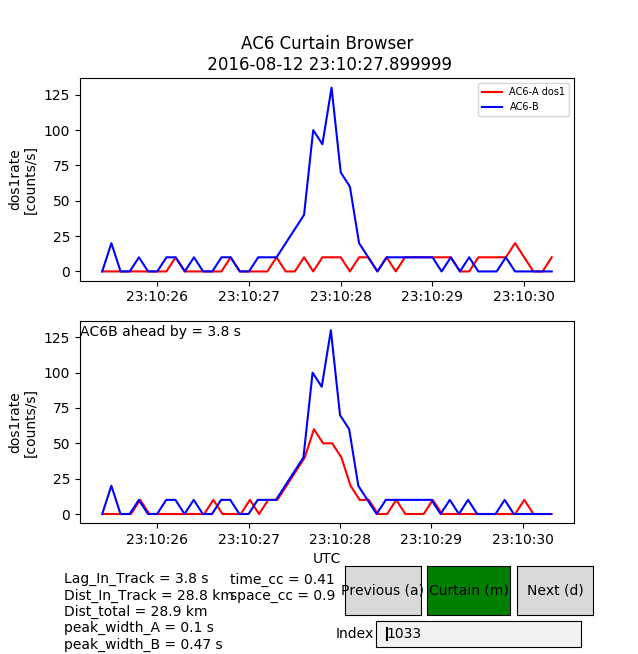 AC6 Curtain Browser
2016-08-12 23:10:27.899999
dos1rate
[counts/s]
125
100
75
50
25
0
AC6-A dos1
AC6-B
23:10:26 23:10:27 23:10:28 23:10:29 23:10:30
AC6B ahead by = 3.8 s
dos1rate
[counts/s]
125
100
75
50
25
0
23:10:26 23:10:27 23:10:28 23:10:29 23:10:30
UTC
Lag_In_Track = 3.8 s
Dist_In_Track = 28.8 km
Dist_total = 28.9 km
peak_width_A = 0.1 s
peak_width_B = 0.47 s
time_cc = 0.41
space_cc = 0.9
Previous (a) Curtain (m) Next (d)
Index 1033